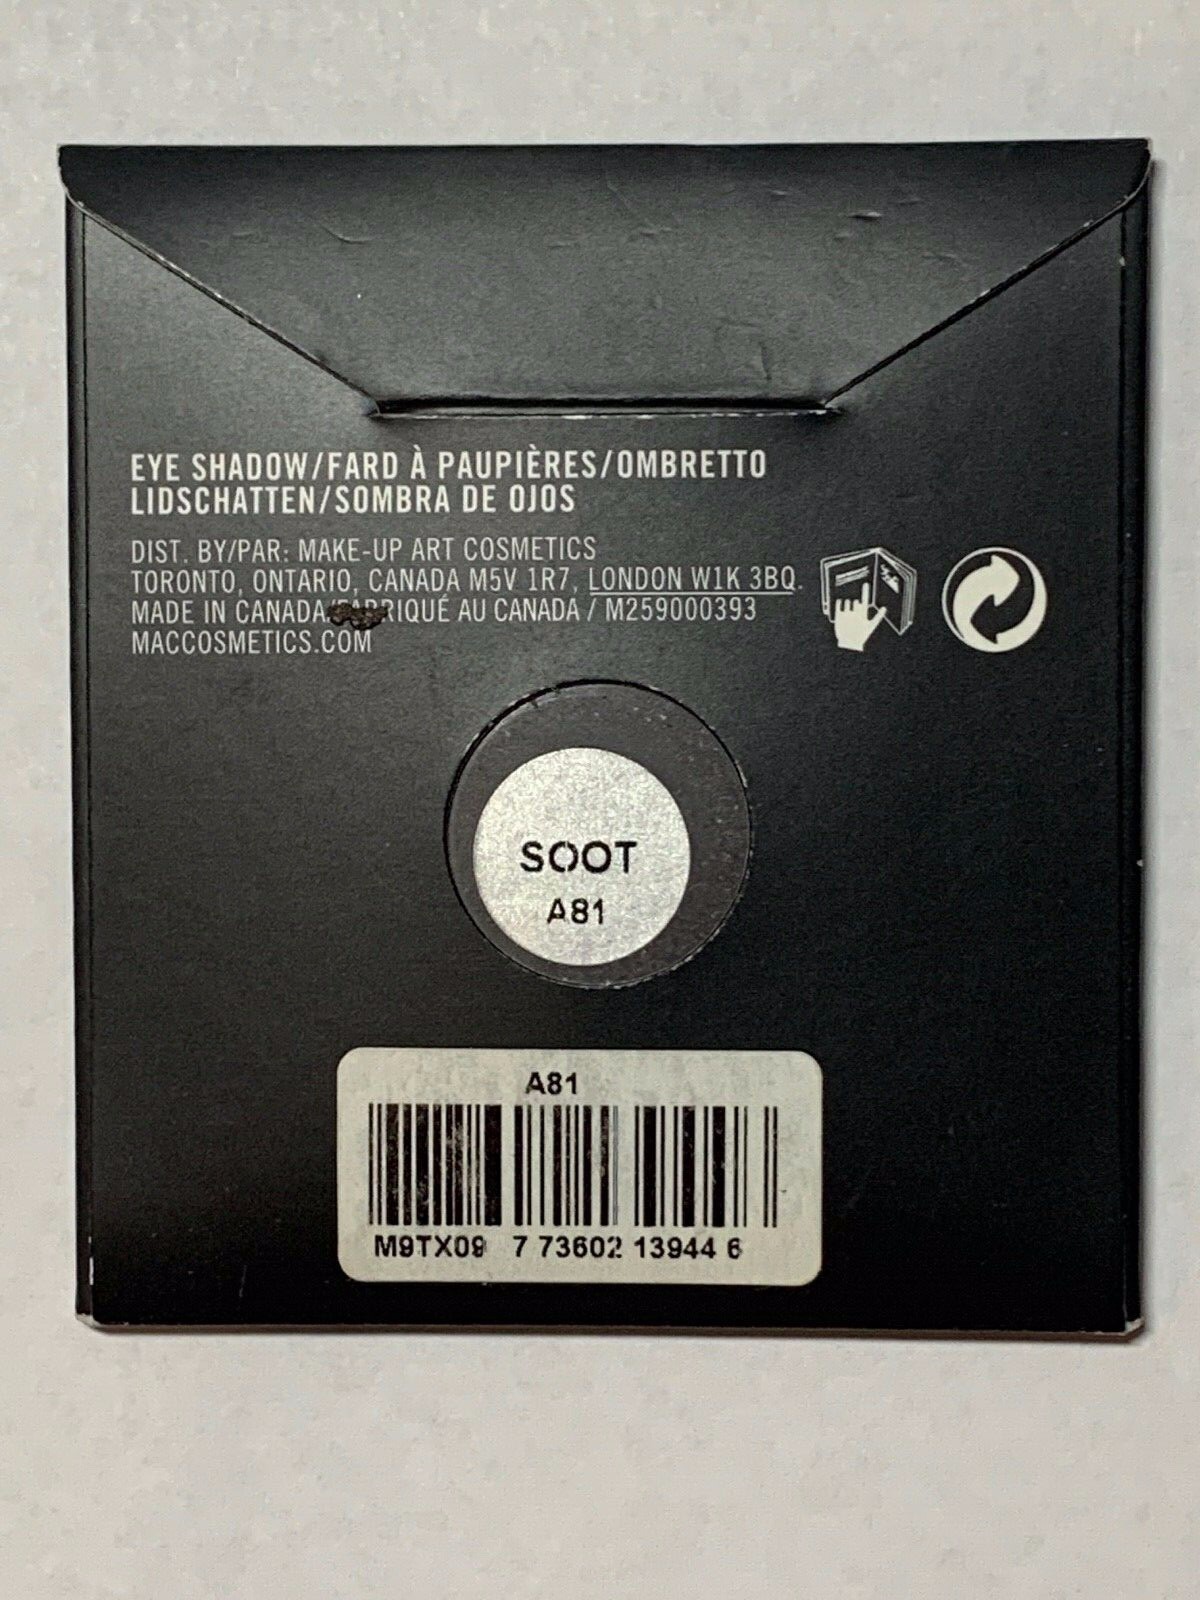 EYE SHADOW/FARD À PAUPIÈRES/OMBRETTO
LIDSCHATTEN/SOMBRA DE OJOS
DIST. BY/PAR: MAKE-UP ART COSMETICS
TORONTO, ONTARIO, CANADA M5V 1R7, LONDON W1K 3BQ.
MADE IN CANADA/FABRIQUÉ AU CANADA / M259000393
MACCOSMETICS.COM
SOOT
A81
A81
M9TX09 7 73602 13944 6